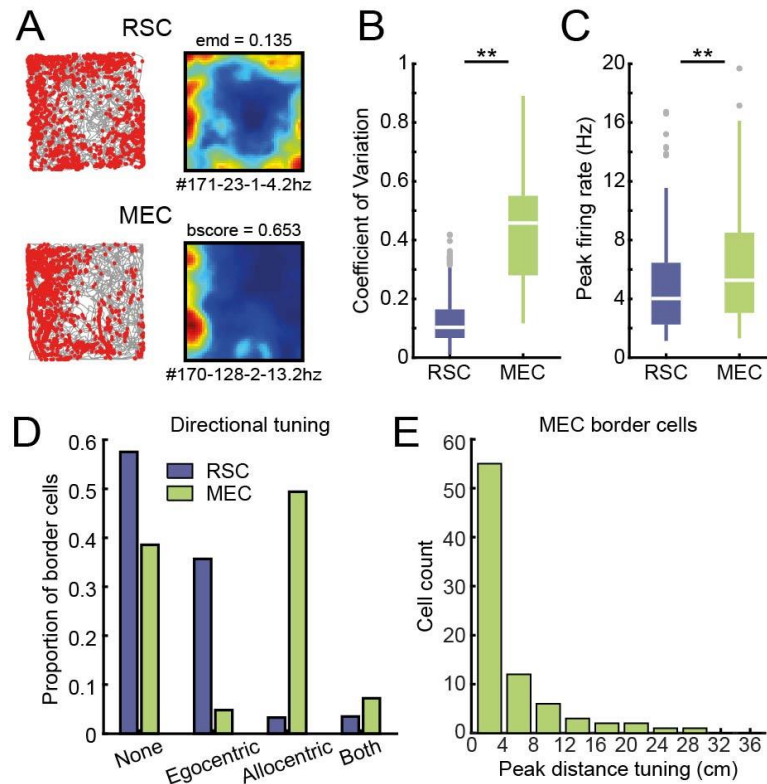 A
RSC
emd = 0.135
#171-23-1-4.2hz
MEC
bscore = 0.653
#170-128-2-13.2hz
B
**
Coefficient of Variation
1
0.8
0.6
0.4
0.2
0
RSC MEC
C
**
Peak firing rate (Hz)
20
16
12
8
4
0
RSC MEC
D
Directional tuning
Proportion of border cells
0.6
0.5
0.4
0.3
0.2
0.1
0
RSC
MEC
None Egocentric Allocentric Both
E
MEC border cells
Cell count
60
50
40
30
20
10
0
0 4 8 12 16 20 24 28 32 36
Peak distance tuning (cm)